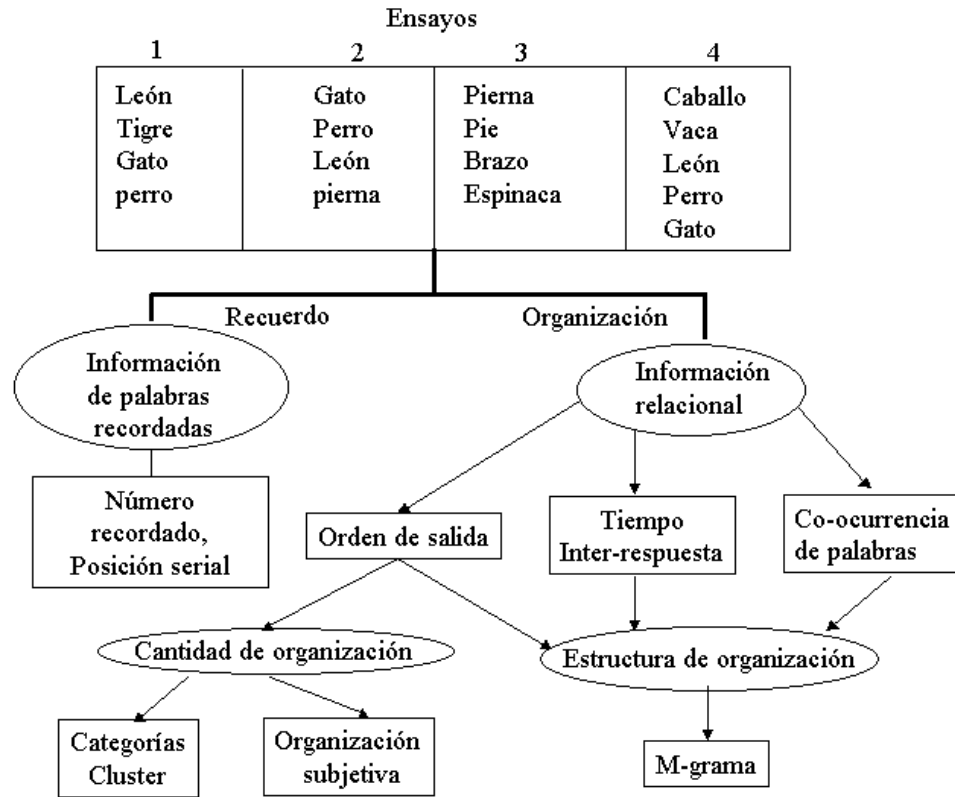 Ensayos
1 2 3 4
León
Tigre
Gato
perro
Gato
Perro
León
pierna
Pierna
Pie
Brazo
Espinaca
Caballo
Vaca
León
Perro
Gato
Recuerdo
Organización
Información
de palabras
recordadas
Información
relacional
Número
recordado,
Posición serial
Orden de salida
Tiempo
Inter-respuesta
Co-ocurrencia
de palabras
Cantidad de organización
Estructura de organización
Categorías
Cluster
Organización
subjetiva
M-grama